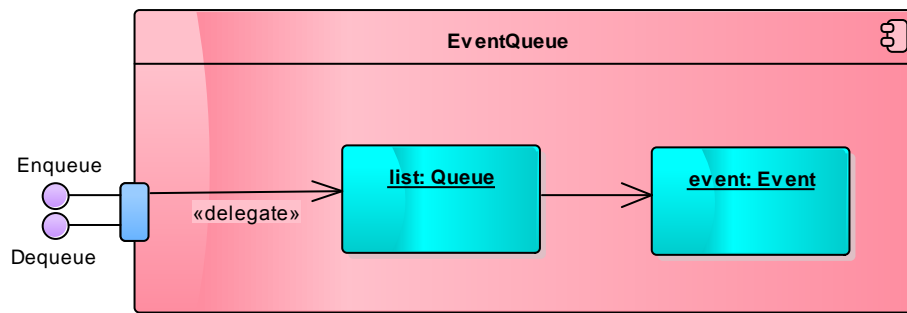 EventQueue
Enqueue
list: Queue
event: Event
«delegate»
Dequeue